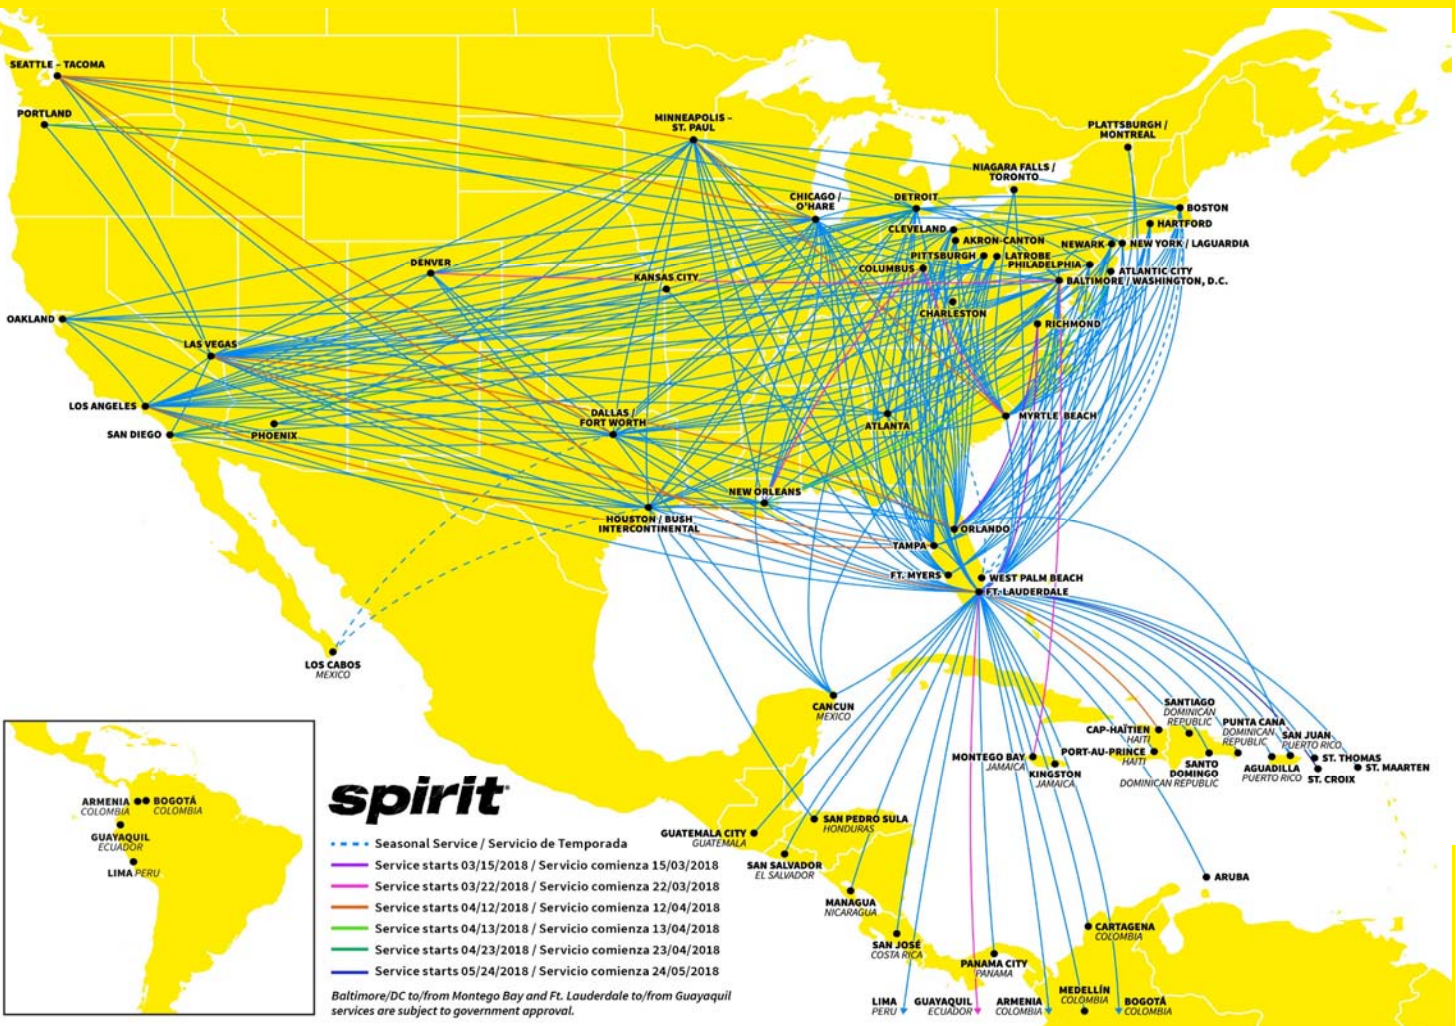 SEATTLE – TACOMA
PORTLAND
MINNEAPOLIS –
ST. PAUL
PLATTSBURGH /
MONTREAL
NIAGARA FALLS /
TORONTO
CHICAGO /
O'HARE
DETROIT
BOSTON
HARTFORD
CLEVELAND
AKRON-CANTON
NEWARK
NEW YORK / LAGUARDIA
PITTSBURGH
LATROBE
PHILADELPHIA
COLUMBUS
ATLANTIC CITY
BALTIMORE / WASHINGTON, D.C.
DENVER
KANSAS CITY
CHARLESTON
RICHMOND
OAKLAND
LAS VEGAS
LOS ANGELES
SAN DIEGO
PHOENIX
DALLAS /
FORT WORTH
ATLANTA
MYRTLE BEACH
NEW ORLEANS
HOUSTON / BUSH
INTERCONTINENTAL
ORLANDO
TAMPA
FT. MYERS
WEST PALM BEACH
FT. LAUDERDALE
LOS CABOS
MEXICO
CANCUN
MEXICO
SANTIAGO
DOMINICAN
REPUBLIC
CAP-HAÏTIEN
HAITI
PUNTA CANA
DOMINICAN
REPUBLIC
SAN JUAN
PUERTO RICO
PORT-AU-PRINCE
HAITI
MONTEGO BAY
JAMAICA
KINGSTON
JAMAICA
SANTO
DOMINGO
DOMINICAN REPUBLIC
AGUADILLA
PUERTO RICO
ST. THOMAS
ST. MAARTEN
ST. CROIX
GUATEMALA CITY
GUATEMALA
SAN PEDRO SULA
HONDURAS
SAN SALVADOR
EL SALVADOR
MANAGUA
NICARAGUA
SAN JOSÉ
COSTA RICA
PANAMA CITY
PANAMA
ARUBA
CARTAGENA
COLOMBIA
MEDELLÍN
COLOMBIA
LIMA
PERU
GUAYAQUIL
ECUADOR
ARMENIA
COLOMBIA
BOGOTÁ
COLOMBIA
ARMENIA
COLOMBIA
BOGOTÁ
COLOMBIA
GUAYAQUIL
ECUADOR
LIMA PERU
spirit
Seasonal Service / Servicio de Temporada
Service starts 03/15/2018 / Servicio comienza 15/03/2018
Service starts 03/22/2018 / Servicio comienza 22/03/2018
Service starts 04/12/2018 / Servicio comienza 12/04/2018
Service starts 04/13/2018 / Servicio comienza 13/04/2018
Service starts 04/23/2018 / Servicio comienza 23/04/2018
Service starts 05/24/2018 / Servicio comienza 24/05/2018
Baltimore/DC to/from Montego Bay and Ft. Lauderdale to/from Guayaquil
services are subject to government approval.